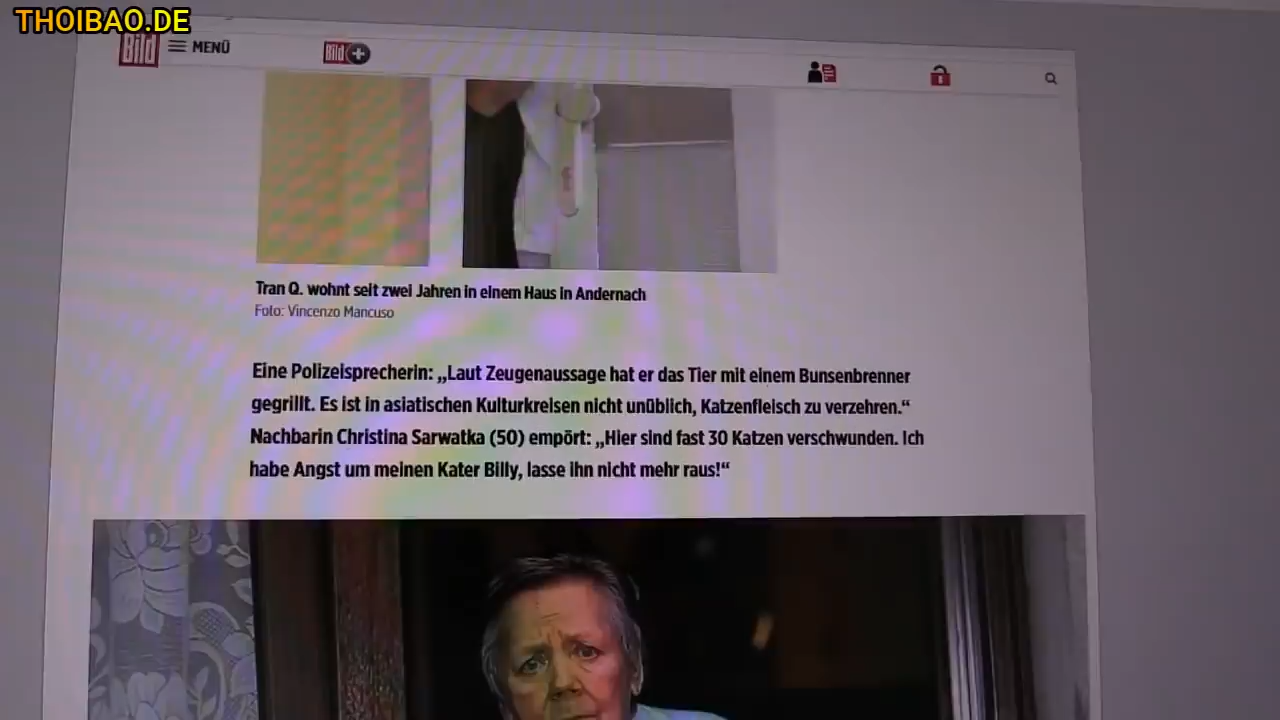 THOIBAO.DE
Bild MENÜ Bild +
Tran Q. wohnt seit zwei Jahren in einem Haus in Andernach
Foto: Vincenzo Mancuso
Eine Polizeisprecherin: „Laut Zeugenaussage hat er das Tier mit einem Bunsenbrenner
gegrillt. Es ist in asiatischen Kulturkreisen nicht unüblich, Katzenfleisch zu verzehren.“
Nachbarin Christina Sarwatka (50) empört: „Hier sind fast 30 Katzen verschwunden. Ich
habe Angst um meinen Kater Billy, lasse ihn nicht mehr raus!“